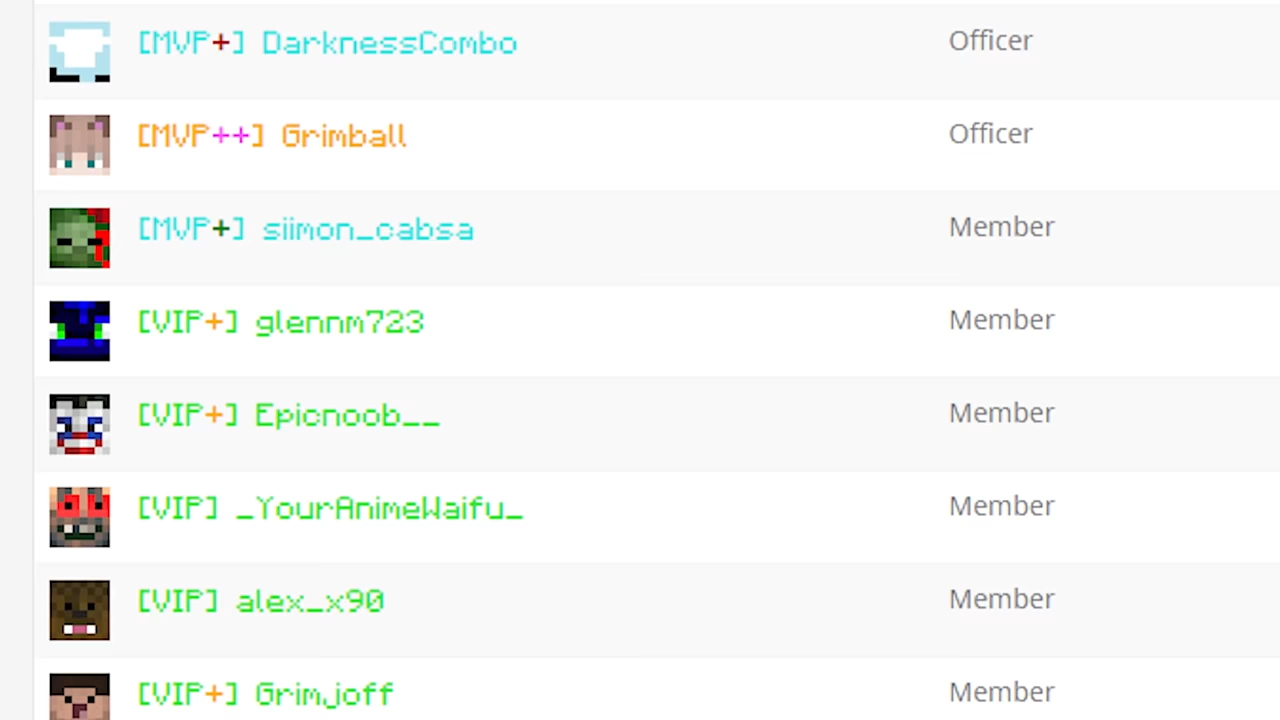 [MVP+] DarknessCombo Officer
[MVP++] Grimball Officer
[MVP+] siimon_cabsa Member
[VIP+] glennm723 Member
[VIP+] Epicnoob__ Member
[VIP] _YourAnimeWaifu_ Member
[VIP] alex_x90 Member
[VIP+] Grimjoff Member